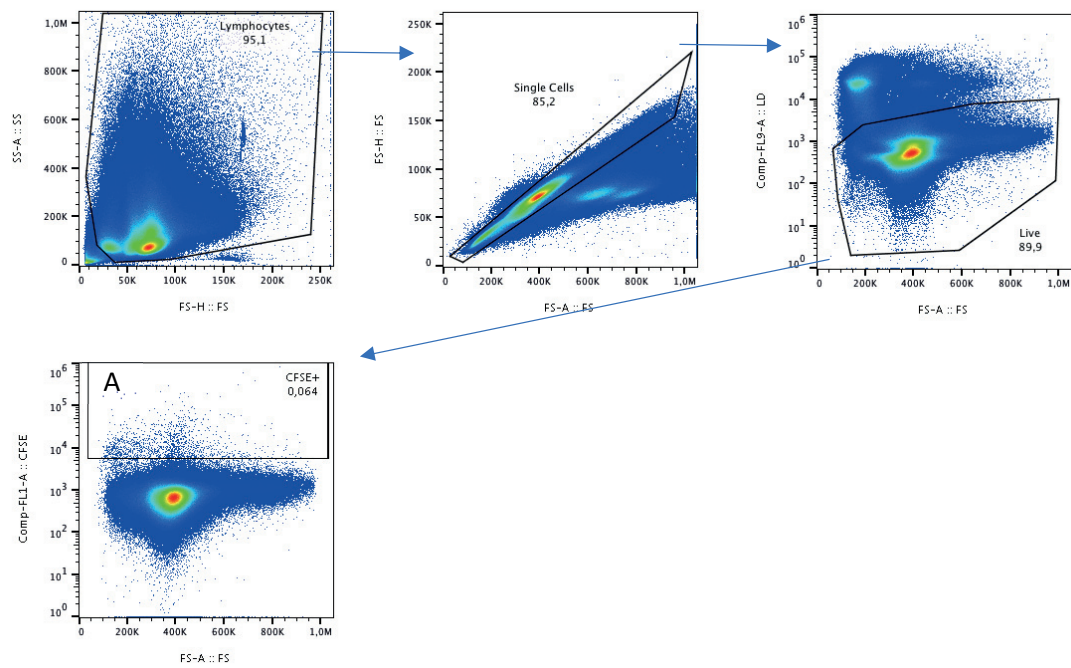 Lymphocytes
95,1
1,0M
800K
600K
400K
200K
0
SS-A :: SS
0 50K 100K 150K 200K 250K
FS-H :: FS
Single Cells
85,2
250K
200K
150K
100K
50K
0
FS-H :: FS
0 200K 400K 600K 800K 1,0M
FS-A :: FS
10^6
10^5
10^4
10^3
10^2
10^1
10^0
Comp-FL9-A :: LD
Live
89,9
0 200K 400K 600K 800K 1,0M
FS-A :: FS
A
CFSE+
0,064
10^6
10^5
10^4
10^3
10^2
10^1
10^0
Comp-FL1-A :: CFSE
0 200K 400K 600K 800K 1,0M
FS-A :: FS